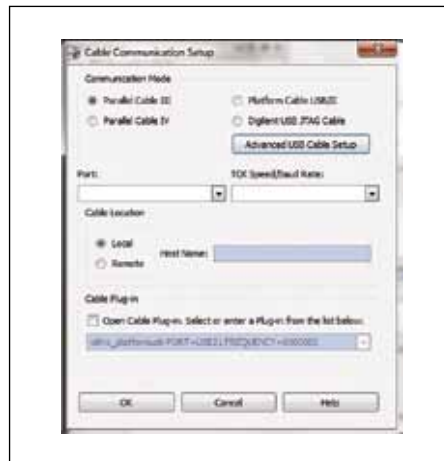 Cable Communication Setup
Communication Mode
Parallel Cable III
Platform Cable USB/II
Parallel Cable IV
Digilent USB JTAG Cable
Advanced USB Cable Setup
Port:
TCK Speed/Baud Rate:
Cable Location
Local
Host Name:
Remote
Cable Plug-in
Open Cable Plug-in. Select or enter a Plug-in from the list below:
OK
Cancel
Help